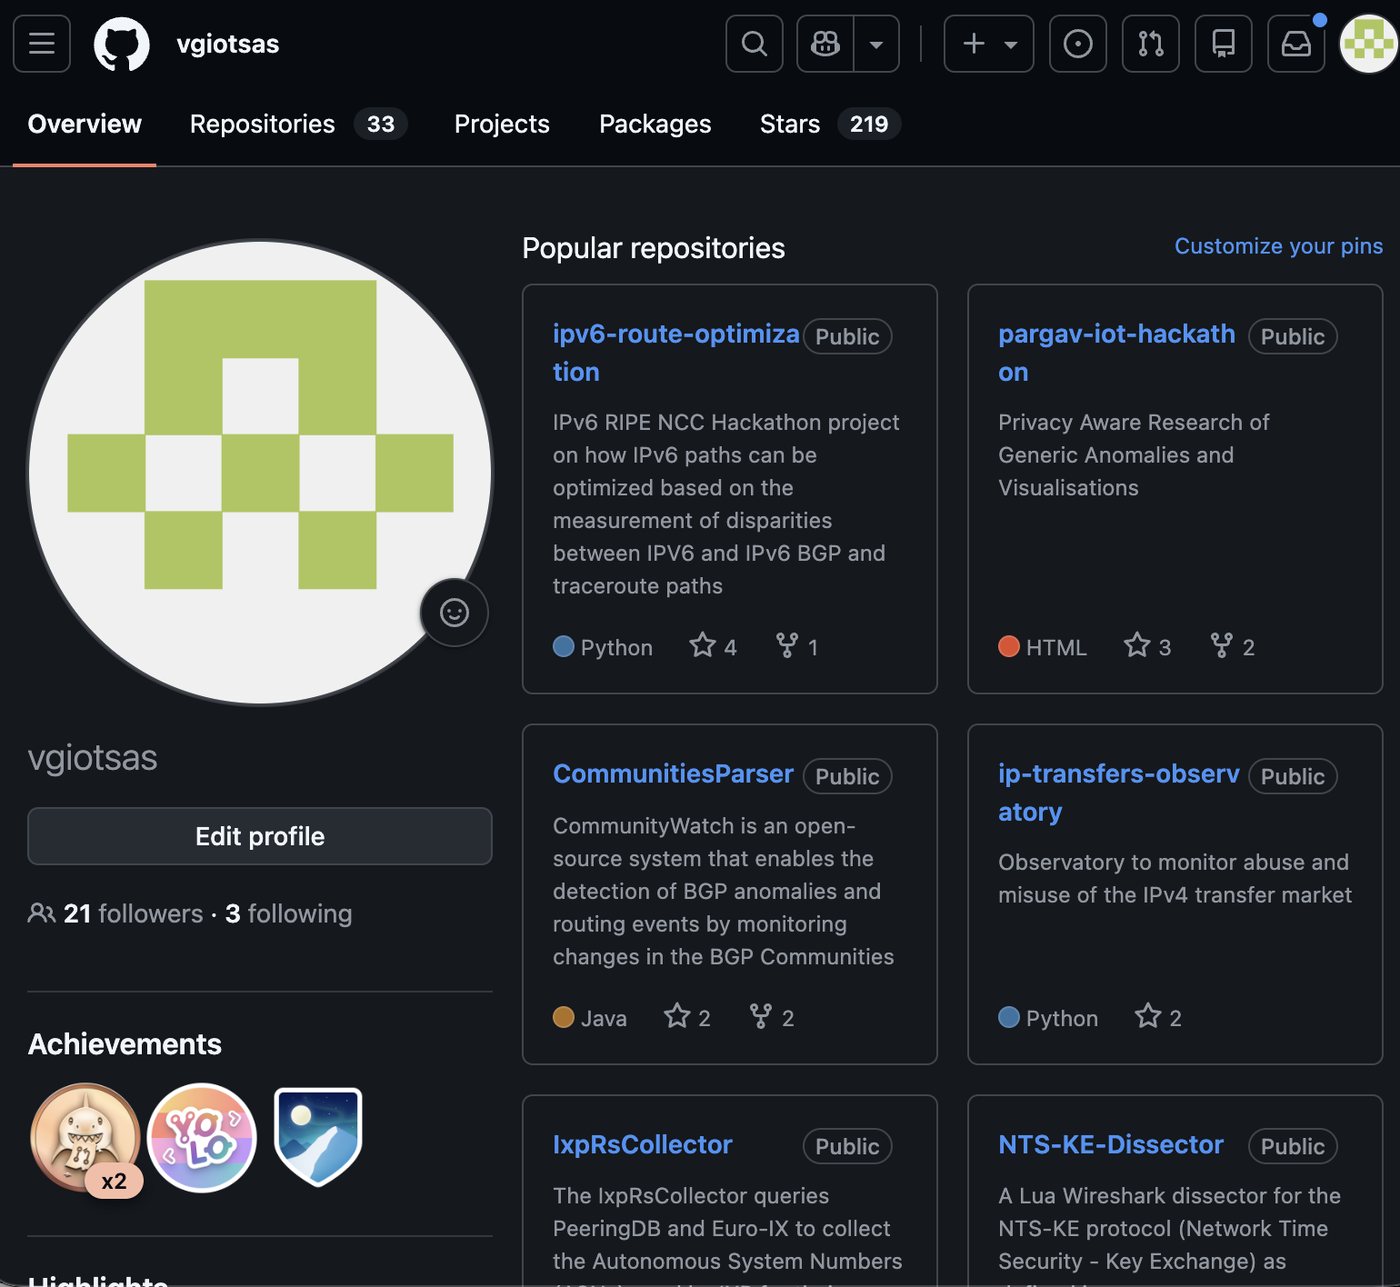 vgiotsas
Overview Repositories 33 Projects Packages Stars 219
Popular repositories Customize your pins
ipv6-route-optimiza Public
tion
IPv6 RIPE NCC Hackathon project
on how IPv6 paths can be
optimized based on the
measurement of disparities
between IPV6 and IPv6 BGP and
traceroute paths
Python 4 1
pargav-iot-hackath Public
on
Privacy Aware Research of
Generic Anomalies and
Visualisations
HTML 3 2
vgiotsas
Edit profile
21 followers · 3 following
Achievements
YOLO
x2
Highlights
CommunitiesParser Public
CommunityWatch is an open-
source system that enables the
detection of BGP anomalies and
routing events by monitoring
changes in the BGP Communities
Java 2 2
ip-transfers-observ Public
atory
Observatory to monitor abuse and
misuse of the IPv4 transfer market
Python 2
IxpRsCollector Public
The IxpRsCollector queries
PeeringDB and Euro-IX to collect
the Autonomous System Numbers
NTS-KE-Dissector Public
A Lua Wireshark dissector for the
NTS-KE protocol (Network Time
Security - Key Exchange) as